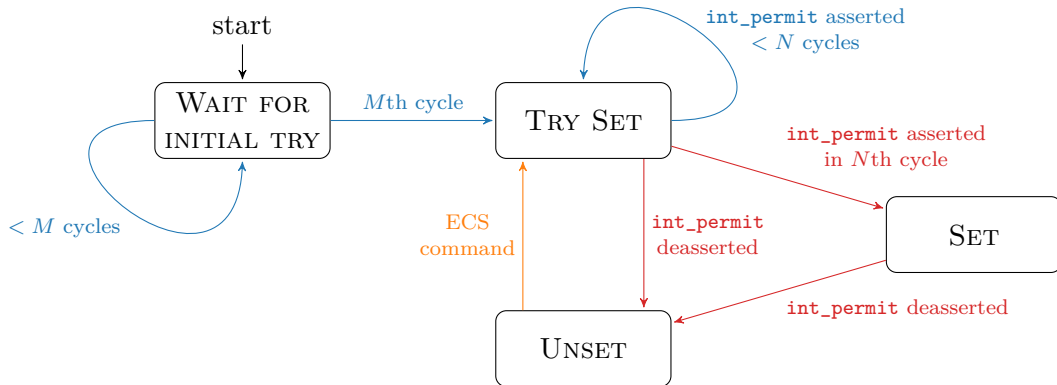 start
WAIT FOR
INITIAL TRY
< M cycles
Mth cycle
TRY SET
int_permit asserted
< N cycles
int_permit asserted
in Nth cycle
ECS
command
int_permit
deasserted
SET
int_permit deasserted
UNSET